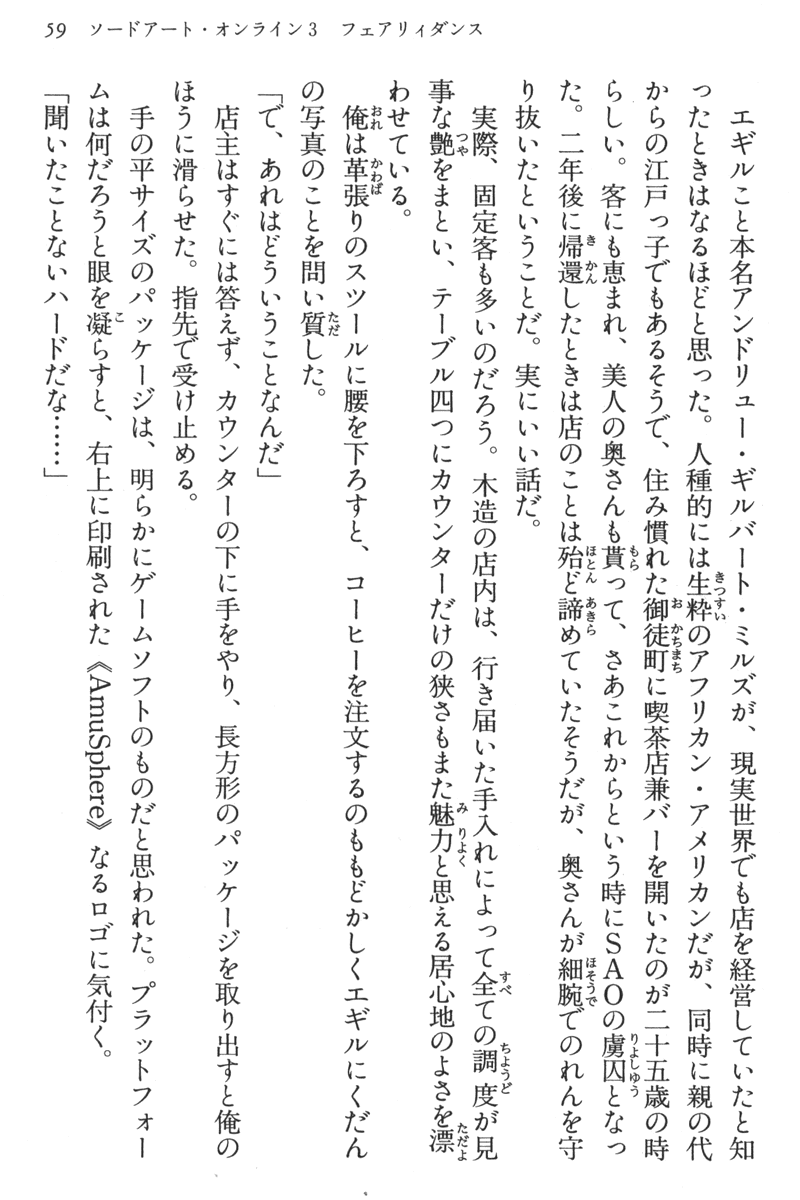 59　ソードアート・オンライン3　フェアリィダンス
　エギルこと本名アンドリュー・ギルバート・ミルズが、現実世界でも店を経営していたと知
ったときはなるほどと思った。人種的には生粋のアフリカン・アメリカンだが、同時に親の代
からの江戸っ子でもあるそうで、住み慣れた御徒町に喫茶店兼バーを開いたのが二十五歳の時
らしい。客にも恵まれ、美人の奥さんも貰って、さあこれからという時にSAOの虜囚となっ
た。二年後に帰還したときは店のことは殆ど諦めていたそうだが、奥さんが細腕でのれんを守
り抜いたということだ。実にいい話だ。
　実際、固定客も多いのだろう。木造の店内は、行き届いた手入れによって全ての調度が見
事な艶をまとい、テーブル四つにカウンターだけの狭さもまた魅力と思える居心地のよさを漂
わせている。
　俺は革張りのスツールに腰を下ろすと、コーヒーを注文するのももどかしくエギルにくだん
の写真のことを問い質した。
「で、あれはどういうことなんだ」
　店主はすぐには答えず、カウンターの下に手をやり、長方形のパッケージを取り出すと俺の
ほうに滑らせた。指先で受け止める。
　手の平サイズのパッケージは、明らかにゲームソフトのものだと思われた。プラットフォー
ムは何だろうと眼を凝らすと、右上に印刷された《AmuSphere》なるロゴに気付く。
「聞いたことないハードだな……」